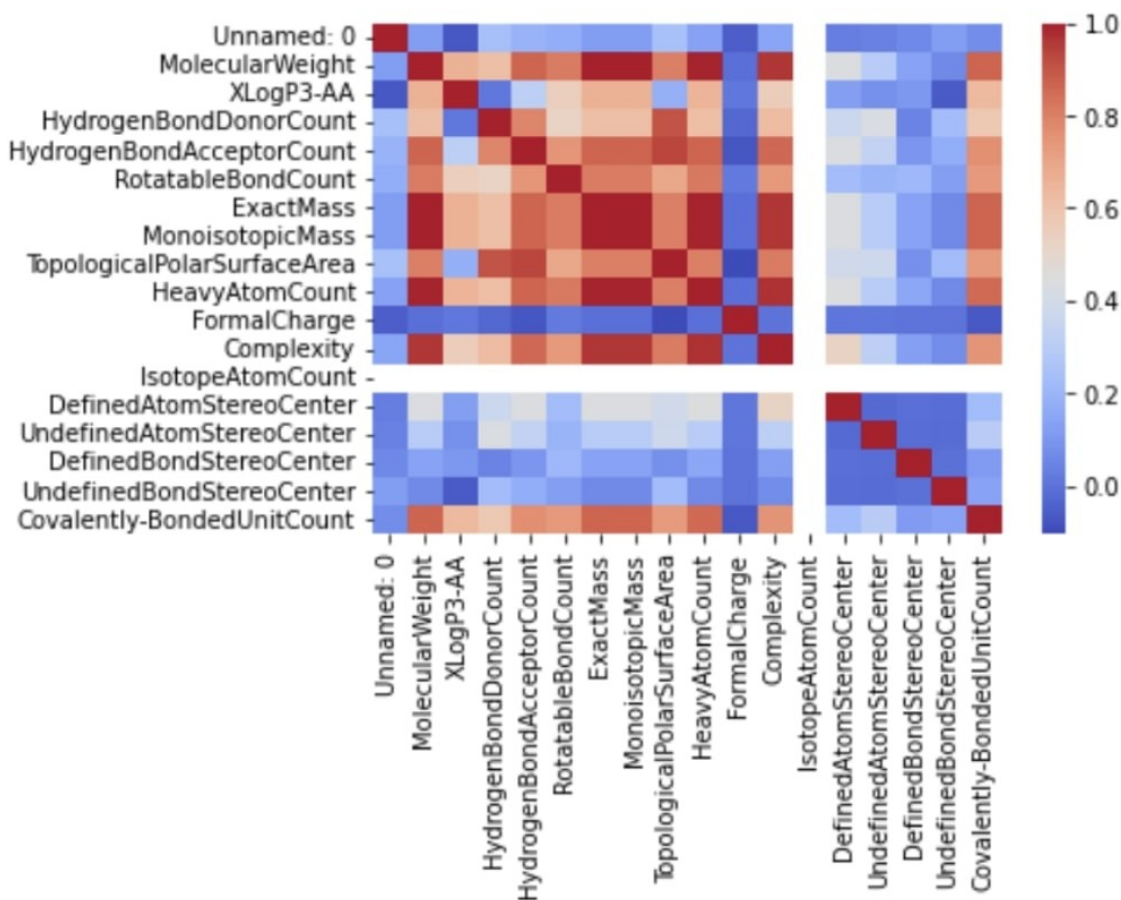 Unnamed: 0
MolecularWeight
XLogP3-AA
HydrogenBondDonorCount
HydrogenBondAcceptorCount
RotatableBondCount
ExactMass
MonoisotopicMass
TopologicalPolarSurfaceArea
HeavyAtomCount
FormalCharge
Complexity
IsotopeAtomCount
DefinedAtomStereoCenter
UndefinedAtomStereoCenter
DefinedBondStereoCenter
UndefinedBondStereoCenter
Covalently-BondedUnitCount
Unnamed: 0
MolecularWeight
XLogP3-AA
HydrogenBondDonorCount
HydrogenBondAcceptorCount
RotatableBondCount
ExactMass
MonoisotopicMass
TopologicalPolarSurfaceArea
HeavyAtomCount
FormalCharge
Complexity
IsotopeAtomCount
DefinedAtomStereoCenter
UndefinedAtomStereoCenter
DefinedBondStereoCenter
UndefinedBondStereoCenter
Covalently-BondedUnitCount
1.0
0.8
0.6
0.4
0.2
0.0